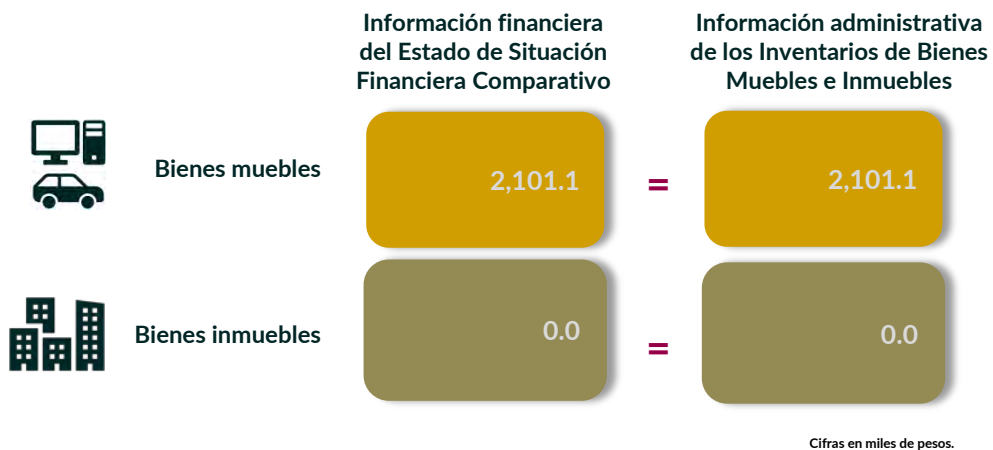 Información financiera
del Estado de Situación
Financiera Comparativo
Información administrativa
de los Inventarios de Bienes
Muebles e Inmuebles
Bienes muebles
2,101.1
=
2,101.1
Bienes inmuebles
0.0
=
0.0
Cifras en miles de pesos.